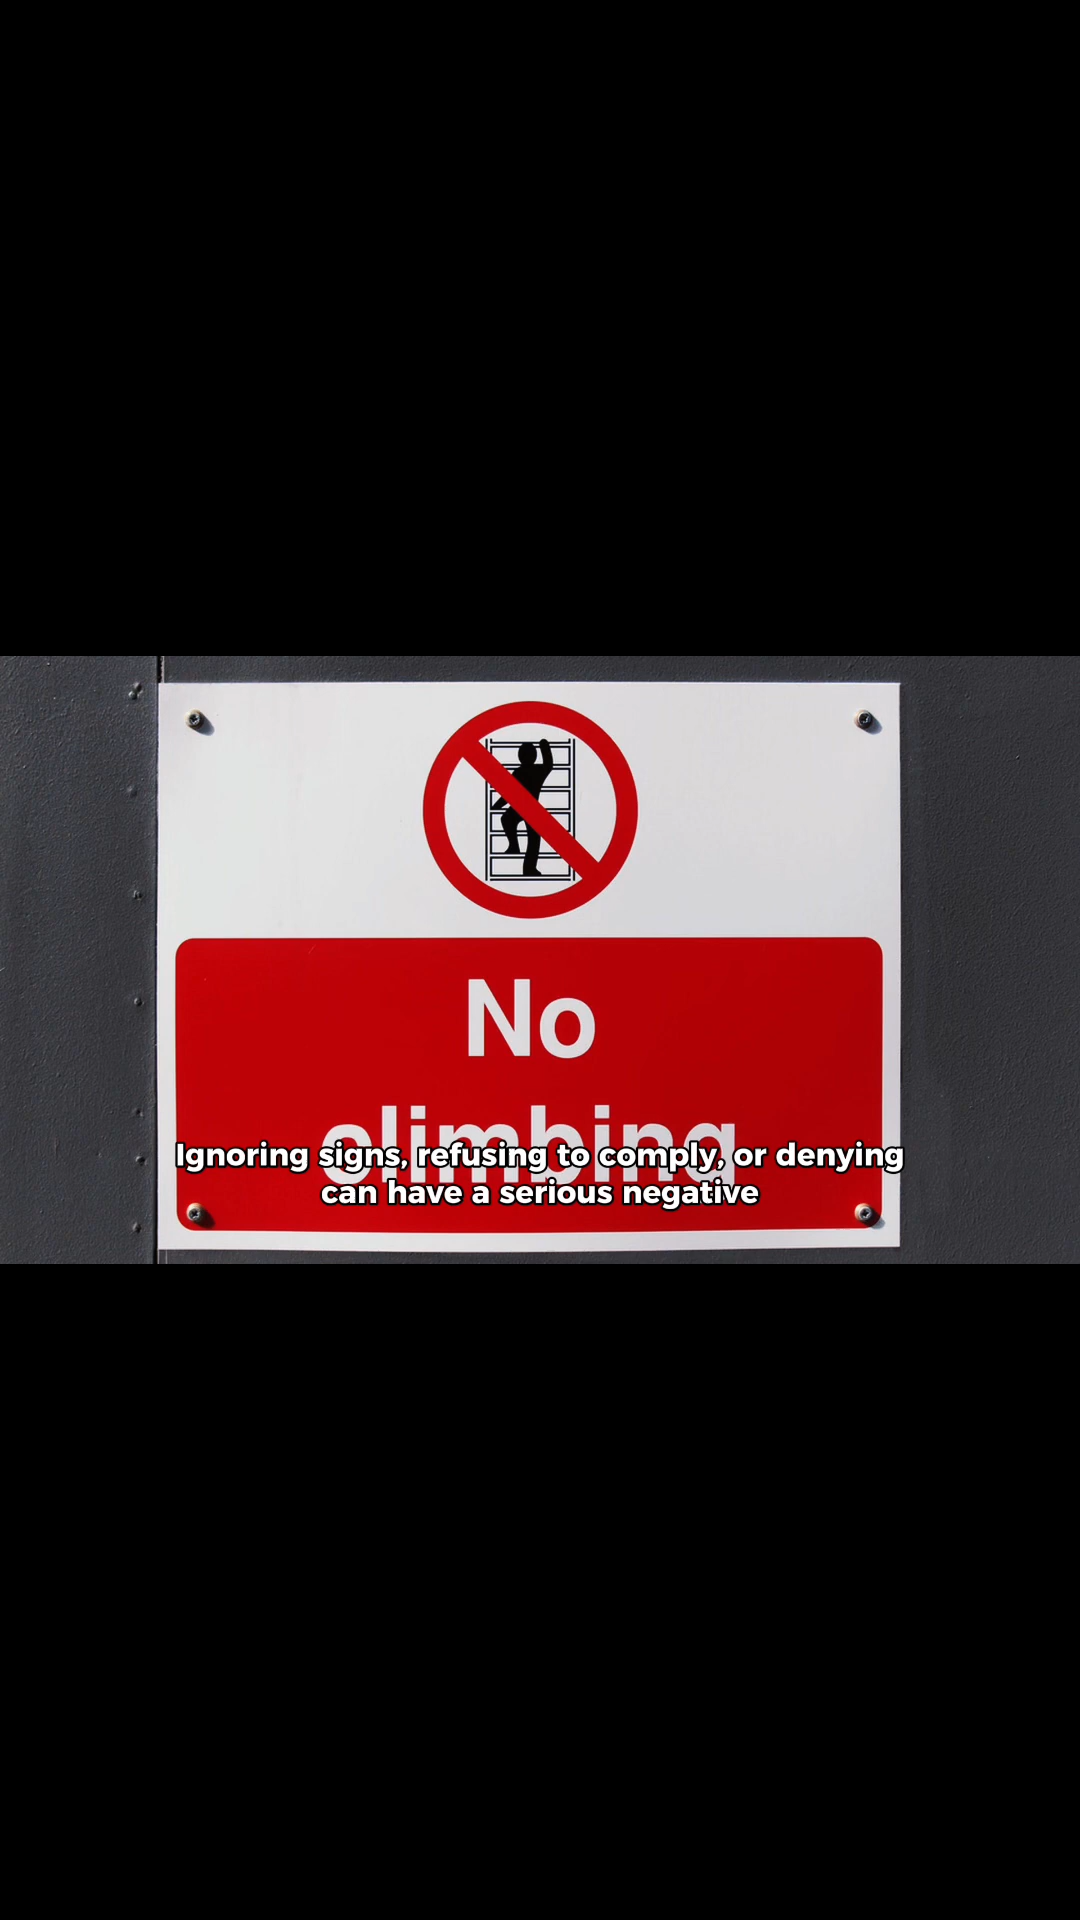 No
climbing
Ignoring signs, refusing to comply, or denying
can have a serious negative